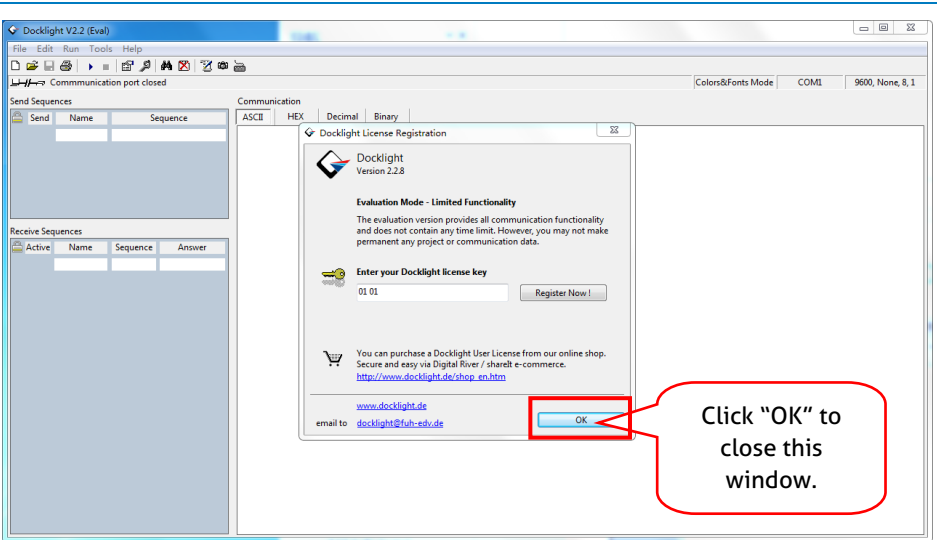 Docklight V2.2 (Eval)
File Edit Run Tools Help
Commmunication port closed
Colors&Fonts Mode COM1 9600, None, 8, 1
Send Sequences
Send Name Sequence
Receive Sequences
Active Name Sequence Answer
Communication
ASCII HEX Decimal Binary
Docklight License Registration
Docklight
Version 2.2.8
Evaluation Mode - Limited Functionality
The evaluation version provides all communication functionality
and does not contain any time limit. However, you may not make
permanent any project or communication data.
Enter your Docklight license key
01 01
Register Now !
You can purchase a Docklight User License from our online shop.
Secure and easy via Digital River / shareIt e-commerce.
http://www.docklight.de/shop_en.htm
www.docklight.de
email to docklight@fuh-edv.de
OK
Click “OK” to
close this
window.